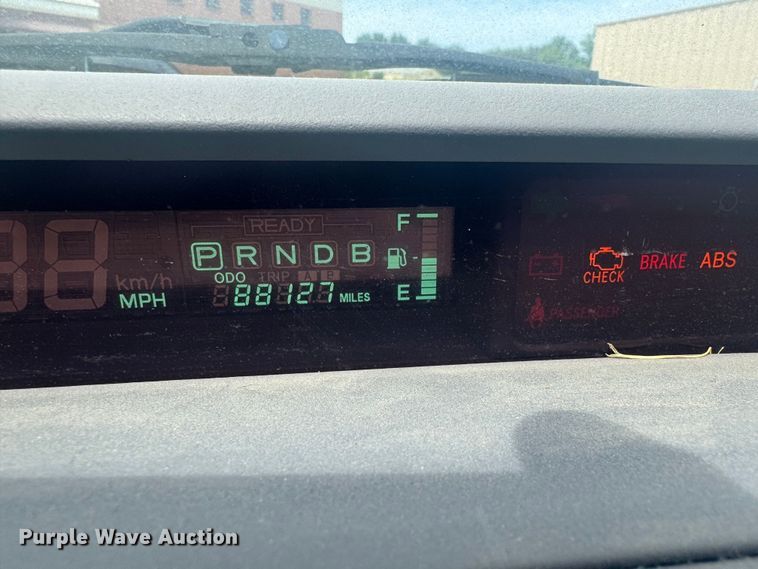 READY
F
P R N D B
km/h
ODO TRIP A B
MPH
88127 MILES
E
CHECK
BRAKE
ABS
PASSENGER
Purple Wave Auction